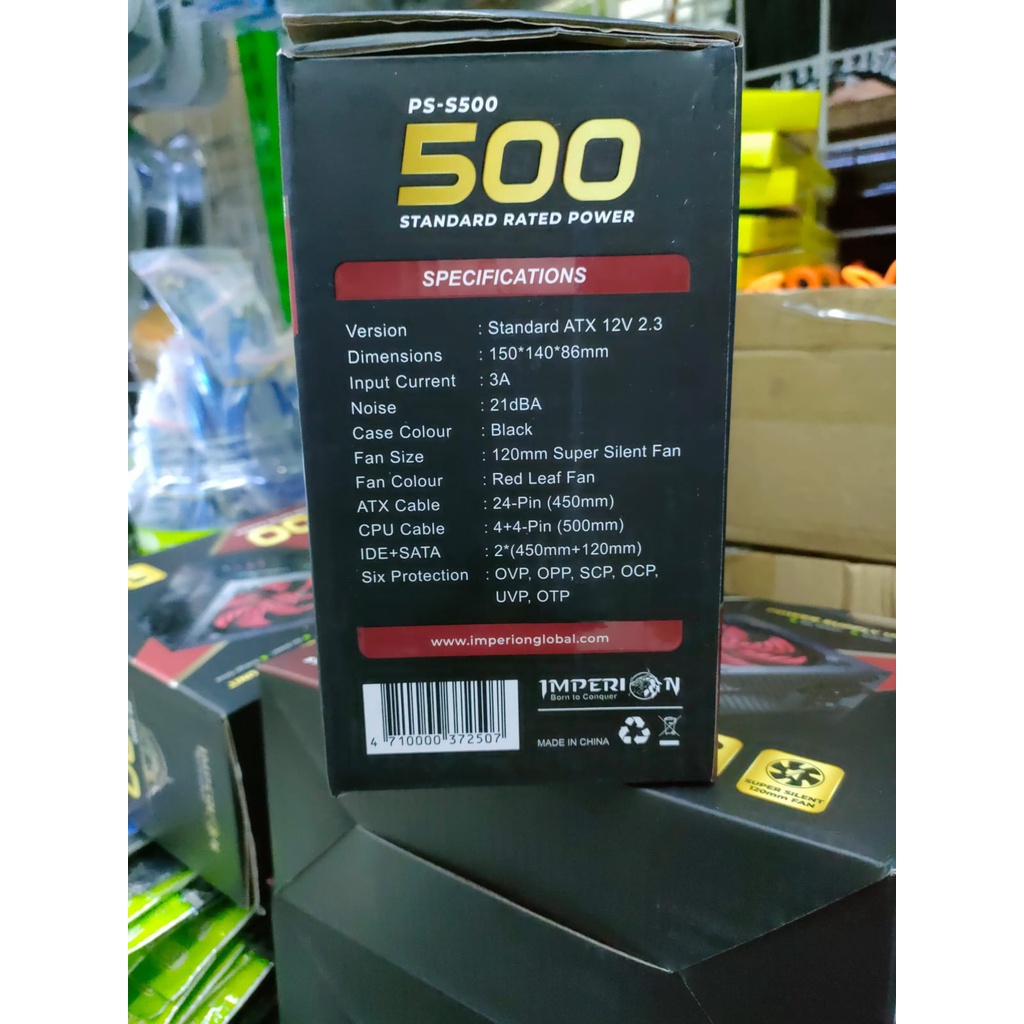 PS-S500
500
STANDARD RATED POWER
SPECIFICATIONS
Version : Standard ATX 12V 2.3
Dimensions : 150*140*86mm
Input Current : 3A
Noise : 21dBA
Case Colour : Black
Fan Size : 120mm Super Silent Fan
Fan Colour : Red Leaf Fan
ATX Cable : 24-Pin (450mm)
CPU Cable : 4+4-Pin (500mm)
IDE+SATA : 2*(450mm+120mm)
Six Protection : OVP, OPP, SCP, OCP,
UVP, OTP
www.imperionglobal.com
4 710000 372507
IMPERION
Born to Conquer
MADE IN CHINA
SUPER SILENT
120mm FAN